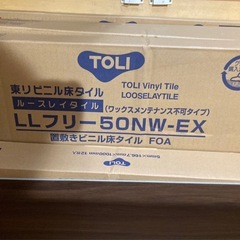 TOLI
東リビニル床タイル
TOLI Vinyl Tile
LOOSELAYTILE
ルースレイタイル
(ワックスメンテナンス不可タイプ)
LLフリー50NW-EX
置敷きビニル床タイル FOA